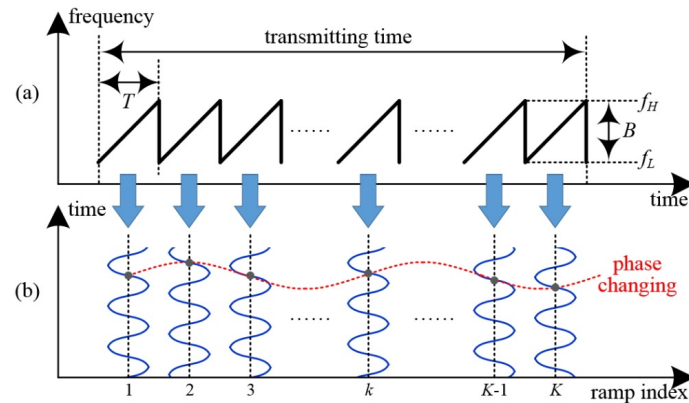 frequency
transmitting time
(a)
T
f_H
B
f_L
time
time
(b)
phase
changing
...... ......
...... ......
1 2 3 k K-1 K ramp index